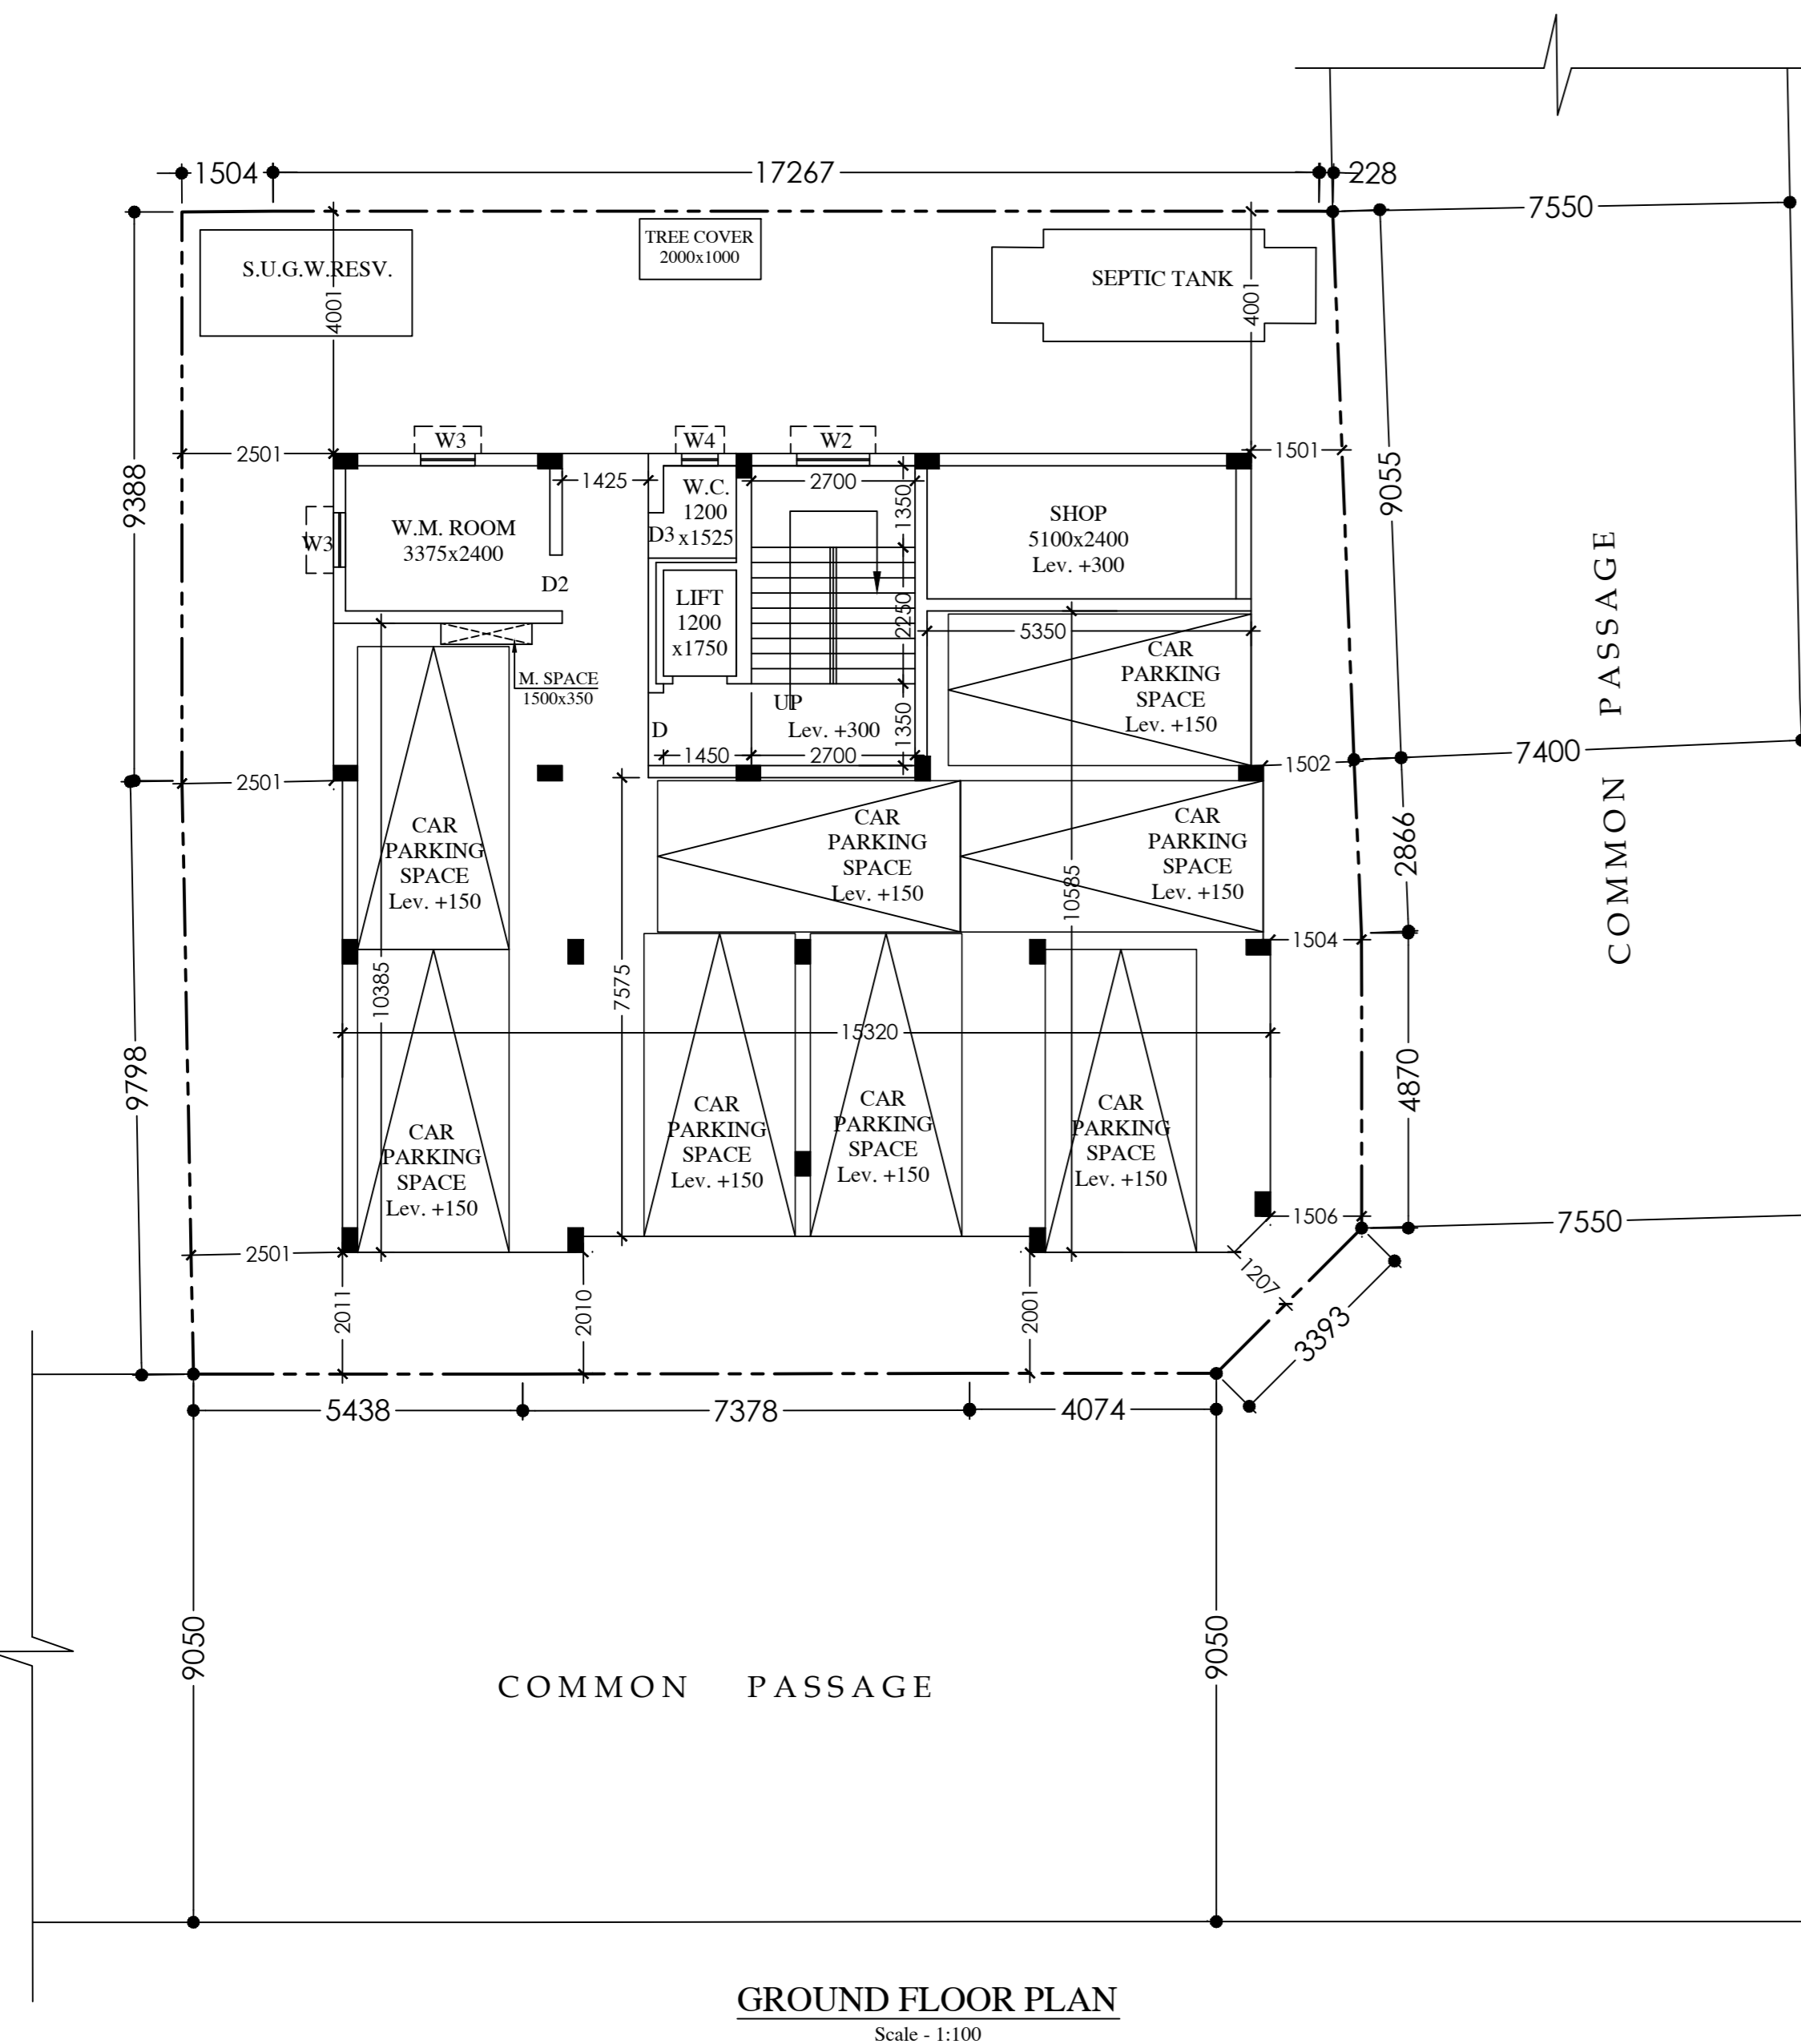 1504
17267
228
7550
TREE COVER
2000x1000
S.U.G.W.RESV.
SEPTIC TANK
4001
4001
W3
W4
W2
2501
1501
9388
9055
1425
2700
W.C.
1200
x1525
1350
W3
W.M. ROOM
3375x2400
D3
SHOP
5100x2400
Lev. +300
D2
LIFT
1200
x1750
2250
5350
M. SPACE
1500x350
CAR
PARKING
SPACE
Lev. +150
UP
Lev. +300
D
1350
1450
2700
2501
1502
7400
COMMON PASSAGE
CAR
PARKING
SPACE
Lev. +150
CAR
PARKING
SPACE
Lev. +150
CAR
PARKING
SPACE
Lev. +150
2866
10585
1504
10385
7575
15320
9798
4870
CAR
PARKING
SPACE
Lev. +150
CAR
PARKING
SPACE
Lev. +150
CAR
PARKING
SPACE
Lev. +150
CAR
PARKING
SPACE
Lev. +150
1506
7550
2501
1207
2011
2010
2001
3393
5438
7378
4074
9050
9050
COMMON PASSAGE
GROUND FLOOR PLAN
Scale - 1:100